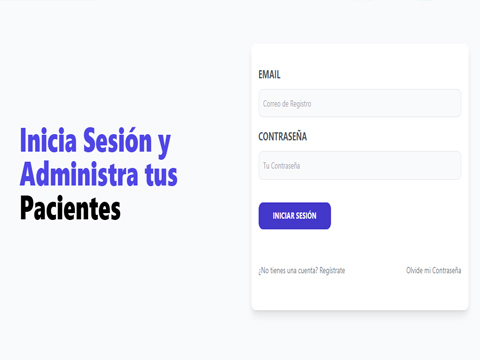 Inicia Sesión y
Administra tus
Pacientes
EMAIL
Correo de Registro
CONTRASEÑA
Tu Contraseña
INICIAR SESIÓN
¿No tienes una cuenta? Regístrate
Olvide mi Contraseña